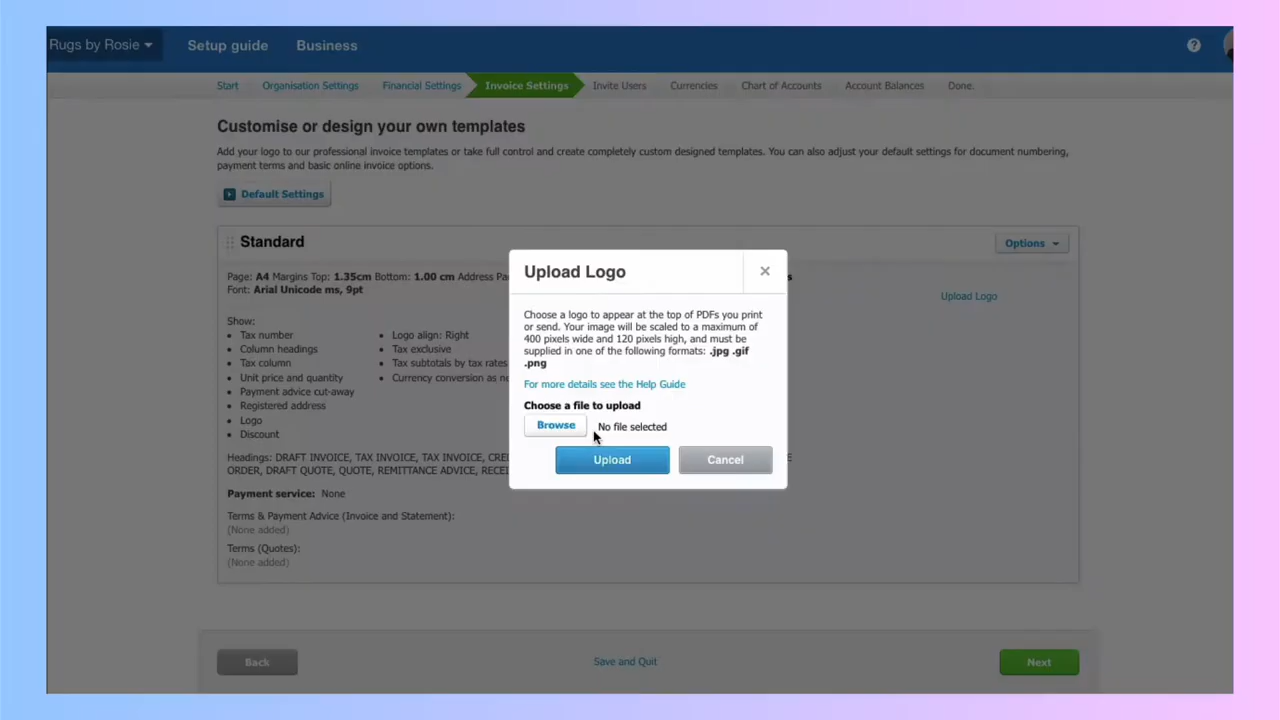 Rugs by Rosie
Setup guide
Business
?
Start
Organisation Settings
Financial Settings
Invoice Settings
Invite Users
Currencies
Chart of Accounts
Account Balances
Done.
Customise or design your own templates
Add your logo to our professional invoice templates or take full control and create completely custom designed templates. You can also adjust your default settings for document numbering,
payment terms and basic online invoice options.
Default Settings
Standard
Options
Page: A4 Margins Top: 1.35cm Bottom: 1.00 cm Address
Font: Arial Unicode ms, 9pt
Upload Logo
Show:
• Tax number
• Column headings
• Tax column
• Unit price and quantity
• Payment advice cut-away
• Registered address
• Logo
• Discount
• Logo align: Right
• Tax exclusive
• Tax subtotals by tax rates
• Currency conversion as
Headings: DRAFT INVOICE, TAX INVOICE, TAX INVOICE,
ORDER, DRAFT QUOTE, QUOTE, REMITTANCE ADVICE,
Payment service: None
Terms & Payment Advice (Invoice and Statement):
(None added)
Terms (Quotes):
(None added)
Upload Logo
×
Choose a logo to appear at the top of PDFs you print
or send. Your image will be scaled to a maximum of
400 pixels wide and 120 pixels high, and must be
supplied in one of the following formats: .jpg .gif
.png
For more details see the Help Guide
Choose a file to upload
Browse
No file selected
Upload
Cancel
Back
Save and Quit
Next